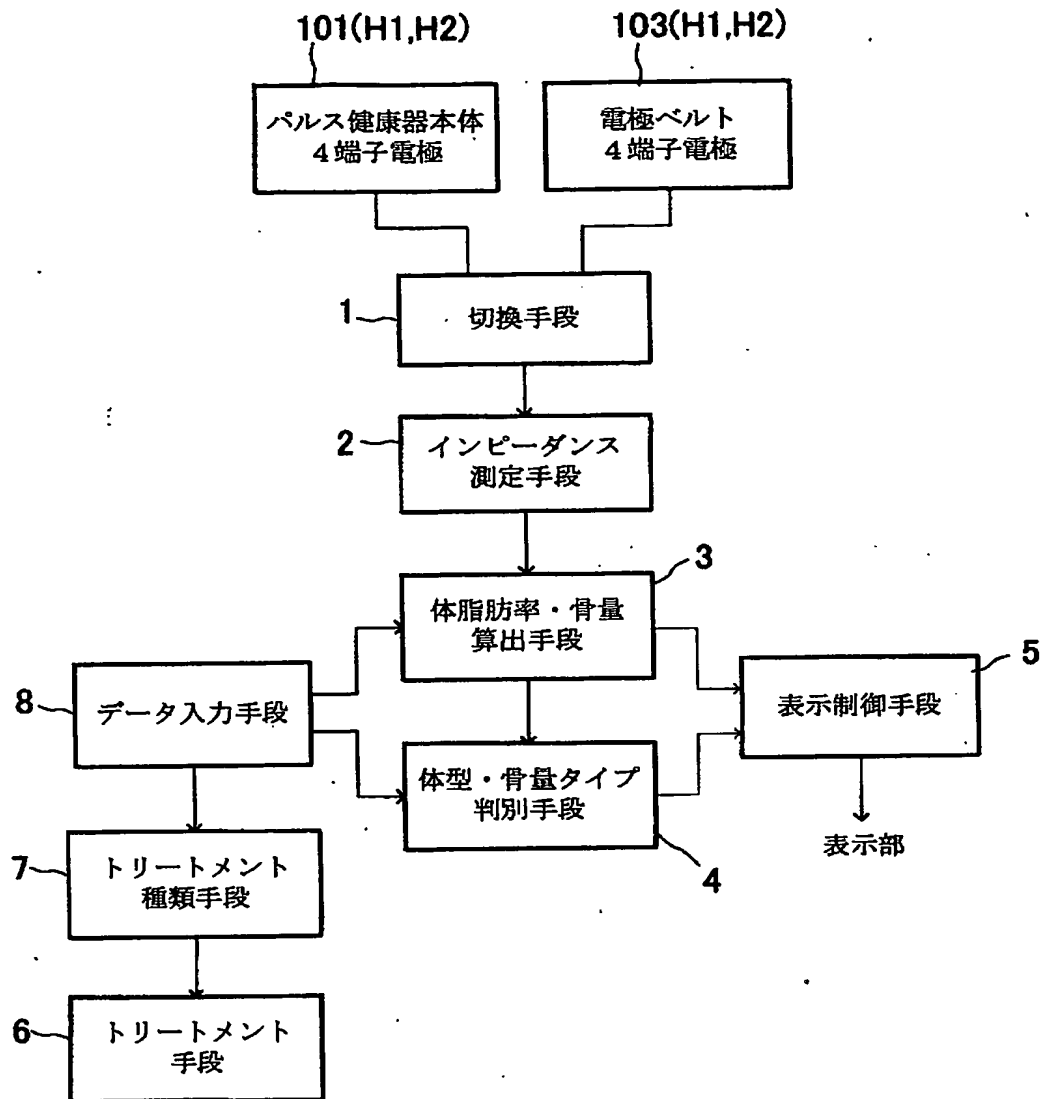 101(H1,H2)
103(H1,H2)
パルス健康器本体
4端子電極
電極ベルト
4端子電極
1
切換手段
2
インピーダンス
測定手段
3
体脂肪率・骨量
算出手段
5
表示制御手段
8
データ入力手段
体型・骨量タイプ
判別手段
4
表示部
7
トリートメント
種類手段
6
トリートメント
手段